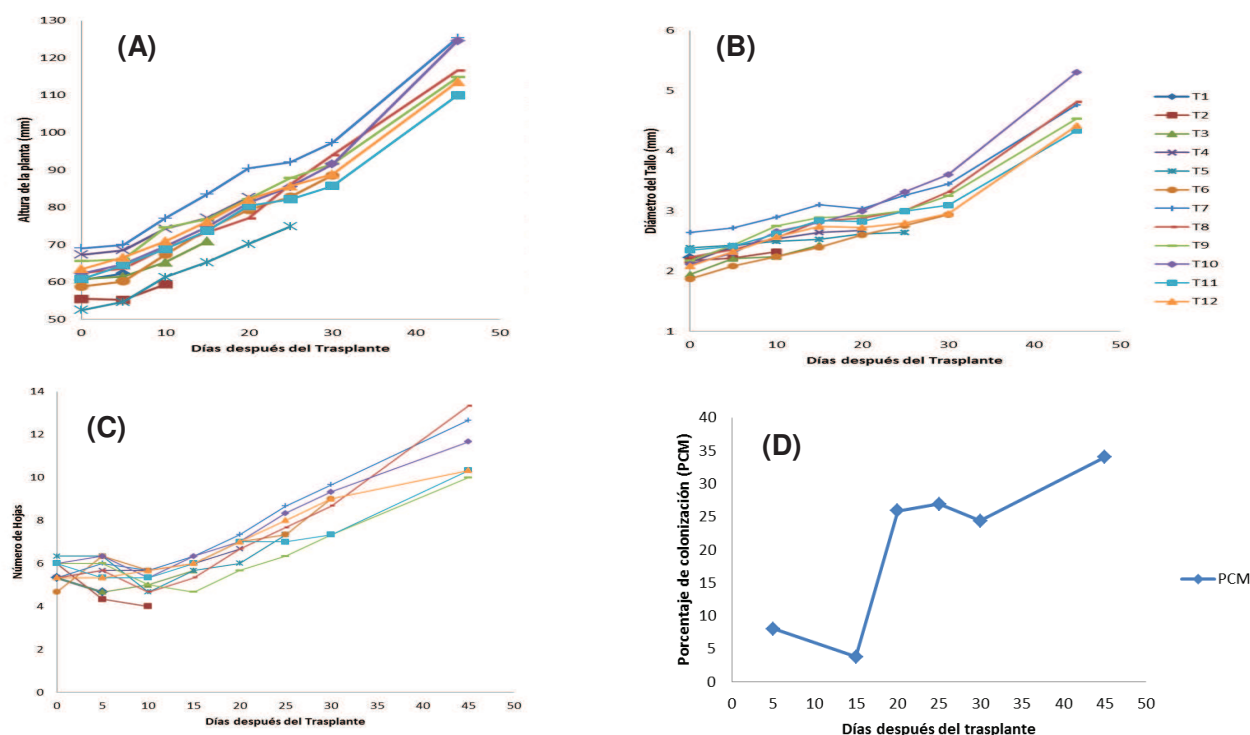 (A)
Altura de la planta (mm)
130
120
110
100
90
80
70
60
50
0 10 20 30 40 50
Días después del Trasplante
(B)
Diámetro del Tallo (mm)
6
5
4
3
2
1
0 10 20 30 40 50
Días después del Trasplante
T1
T2
T3
T4
T5
T6
T7
T8
T9
T10
T11
T12
(C)
Número de Hojas
14
12
10
8
6
4
2
0
0 5 10 15 20 25 30 35 40 45 50
Días después del Trasplante
(D)
Porcentaje de colonización (PCM)
40
35
30
25
20
15
10
5
0
0 5 10 15 20 25 30 35 40 45 50
Días después del trasplante
PCM